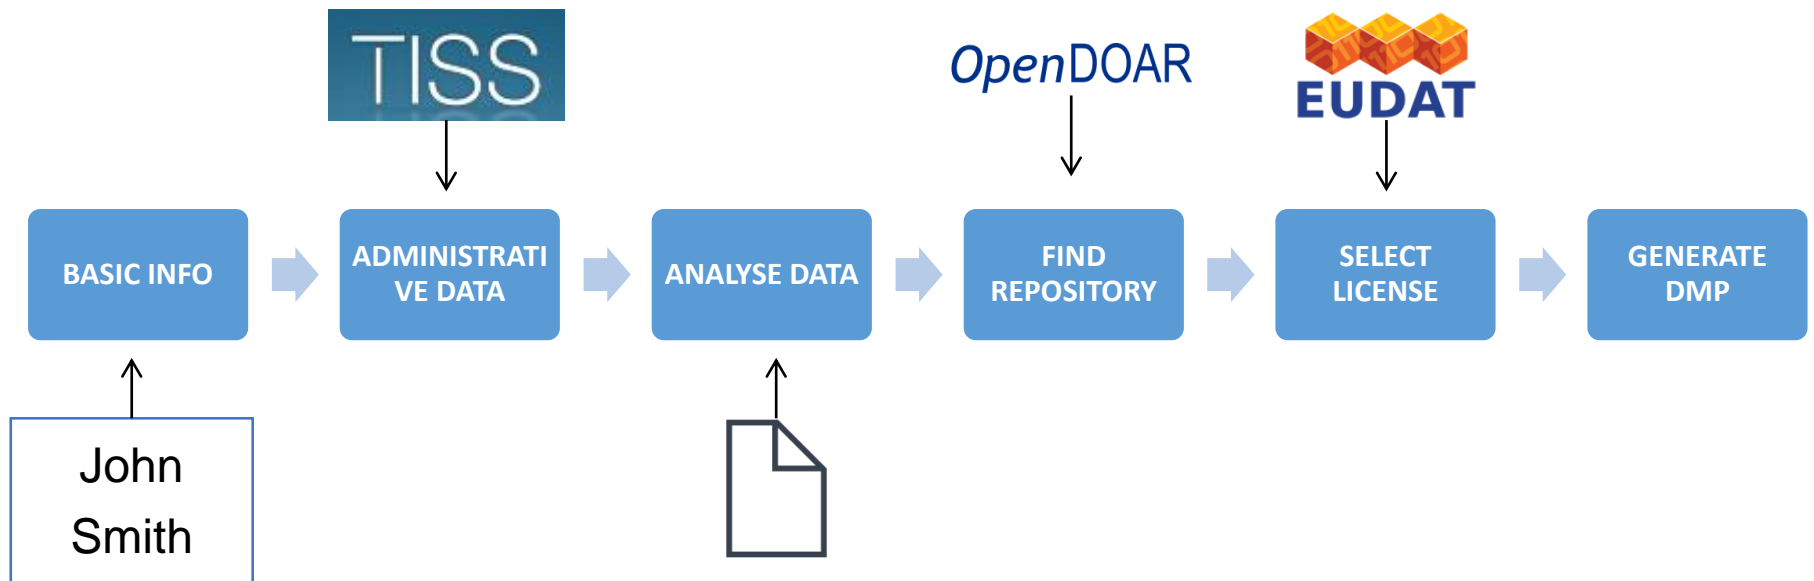 TISS
OpenDOAR
EUDAT
BASIC INFO
ADMINISTRATI
VE DATA
ANALYSE DATA
FIND
REPOSITORY
SELECT
LICENSE
GENERATE
DMP
John
Smith